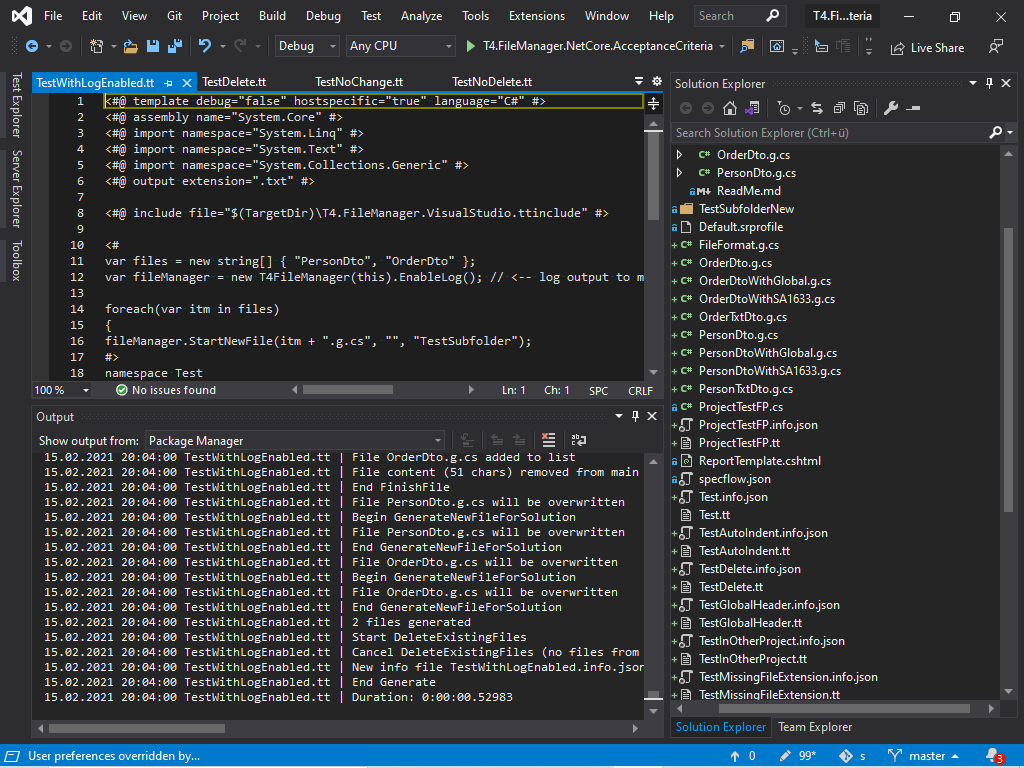 File Edit View Git Project Build Debug Test Analyze Tools Extensions Window Help Search T4.Fi...teria
Debug Any CPU T4.FileManager.NetCore.AcceptanceCriteria Live Share
Test Explorer
Server Explorer
Toolbox
TestWithLogEnabled.tt TestDelete.tt TestNoChange.tt TestNoDelete.tt
1 <#@ template debug="false" hostspecific="true" language="C#" #>
2 <#@ assembly name="System.Core" #>
3 <#@ import namespace="System.Linq" #>
4 <#@ import namespace="System.Text" #>
5 <#@ import namespace="System.Collections.Generic" #>
6 <#@ output extension=".txt" #>
7
8 <#@ include file="$(TargetDir)\T4.FileManager.VisualStudio.ttinclude" #>
9
10 <#
11 var files = new string[] { "PersonDto", "OrderDto" };
12 var fileManager = new T4FileManager(this).EnableLog(); // <-- log output to m
13
14 foreach(var itm in files)
15 {
16 fileManager.StartNewFile(itm + ".g.cs", "", "TestSubfolder");
17 #>
18 namespace Test
100 % No issues found Ln: 1 Ch: 1 SPC CRLF
Output
Show output from: Package Manager
15.02.2021 20:04:00 TestWithLogEnabled.tt | File OrderDto.g.cs added to list
15.02.2021 20:04:00 TestWithLogEnabled.tt | File content (51 chars) removed from main
15.02.2021 20:04:00 TestWithLogEnabled.tt | End FinishFile
15.02.2021 20:04:00 TestWithLogEnabled.tt | File PersonDto.g.cs will be overwritten
15.02.2021 20:04:00 TestWithLogEnabled.tt | Begin GenerateNewFileForSolution
15.02.2021 20:04:00 TestWithLogEnabled.tt | File PersonDto.g.cs will be overwritten
15.02.2021 20:04:00 TestWithLogEnabled.tt | End GenerateNewFileForSolution
15.02.2021 20:04:00 TestWithLogEnabled.tt | File OrderDto.g.cs will be overwritten
15.02.2021 20:04:00 TestWithLogEnabled.tt | Begin GenerateNewFileForSolution
15.02.2021 20:04:00 TestWithLogEnabled.tt | File OrderDto.g.cs will be overwritten
15.02.2021 20:04:00 TestWithLogEnabled.tt | End GenerateNewFileForSolution
15.02.2021 20:04:00 TestWithLogEnabled.tt | 2 files generated
15.02.2021 20:04:00 TestWithLogEnabled.tt | Start DeleteExistingFiles
15.02.2021 20:04:00 TestWithLogEnabled.tt | Cancel DeleteExistingFiles (no files from
15.02.2021 20:04:00 TestWithLogEnabled.tt | New info file TestWithLogEnabled.info.json
15.02.2021 20:04:00 TestWithLogEnabled.tt | End Generate
15.02.2021 20:04:00 TestWithLogEnabled.tt | Duration: 0:00:00.52983
Solution Explorer
Search Solution Explorer (Ctrl+ü)
C# OrderDto.g.cs
C# PersonDto.g.cs
M↓ ReadMe.md
TestSubfolderNew
Default.srprofile
+ C# FileFormat.g.cs
+ C# OrderDto.g.cs
+ C# OrderDtoWithGlobal.g.cs
+ C# OrderDtoWithSA1633.g.cs
+ C# OrderTxtDto.g.cs
+ C# PersonDto.g.cs
+ C# PersonDtoWithGlobal.g.cs
+ C# PersonDtoWithSA1633.g.cs
+ C# PersonTxtDto.g.cs
C# ProjectTestFP.cs
+ ProjectTestFP.info.json
+ ProjectTestFP.tt
ReportTemplate.cshtml
specflow.json
+ Test.info.json
Test.tt
+ TestAutoIndent.info.json
+ TestAutoIndent.tt
+ TestDelete.info.json
+ TestDelete.tt
+ TestGlobalHeader.info.json
+ TestGlobalHeader.tt
+ TestInOtherProject.info.json
+ TestInOtherProject.tt
+ TestMissingFileExtension.info.json
+ TestMissingFileExtension.tt
Solution Explorer Team Explorer
User preferences overridden by... 0 99* s master 3